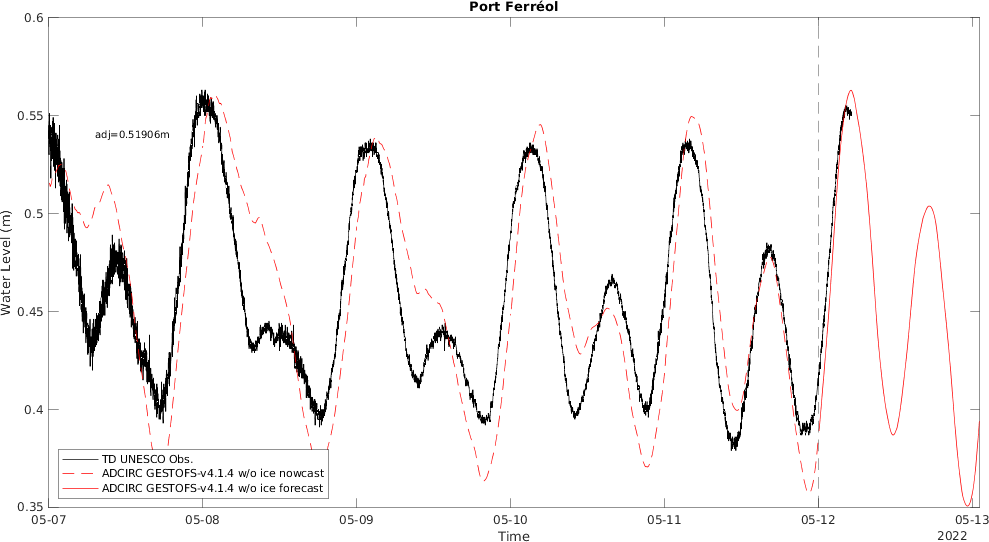 Port Ferréol
0.6
0.55
0.5
0.45
0.4
0.35
Water Level (m)
adj=0.51906m
TD UNESCO Obs.
ADCIRC GESTOFS-v4.1.4 w/o ice nowcast
ADCIRC GESTOFS-v4.1.4 w/o ice forecast
05-07 05-08 05-09 05-10 05-11 05-12 05-13
Time
2022